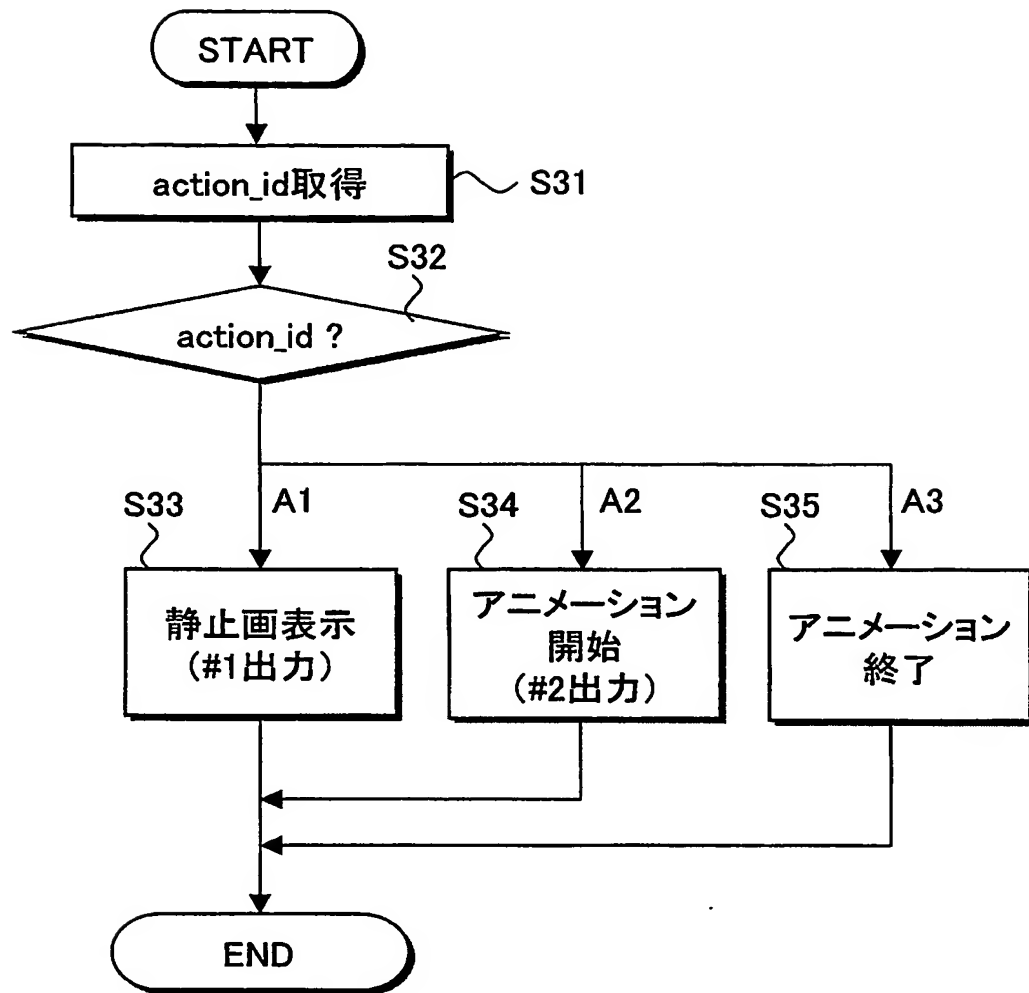 START
action_id取得
S31
S32
action_id ?
S33
A1
S34
A2
S35
A3
静止画表示
(#1出力)
アニメーション
開始
(#2出力)
アニメーション
終了
END